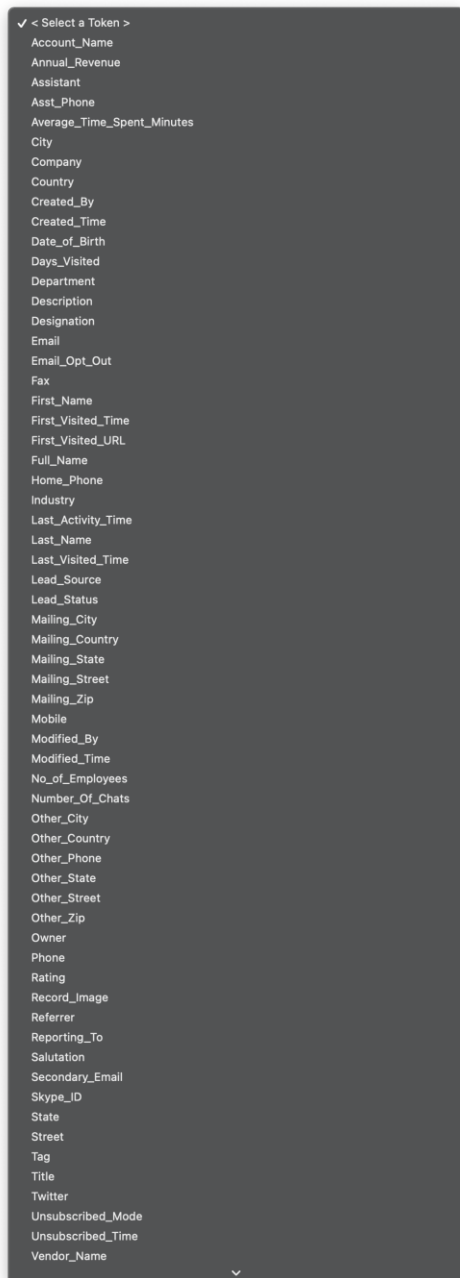 < Select a Token >
Account_Name
Annual_Revenue
Assistant
Asst_Phone
Average_Time_Spent_Minutes
City
Company
Country
Created_By
Created_Time
Date_of_Birth
Days_Visited
Department
Description
Designation
Email
Email_Opt_Out
Fax
First_Name
First_Visited_Time
First_Visited_URL
Full_Name
Home_Phone
Industry
Last_Activity_Time
Last_Name
Last_Visited_Time
Lead_Source
Lead_Status
Mailing_City
Mailing_Country
Mailing_State
Mailing_Street
Mailing_Zip
Mobile
Modified_By
Modified_Time
No_of_Employees
Number_Of_Chats
Other_City
Other_Country
Other_Phone
Other_State
Other_Street
Other_Zip
Owner
Phone
Rating
Record_Image
Referrer
Reporting_To
Salutation
Secondary_Email
Skype_ID
State
Street
Tag
Title
Twitter
Unsubscribed_Mode
Unsubscribed_Time
Vendor_Name